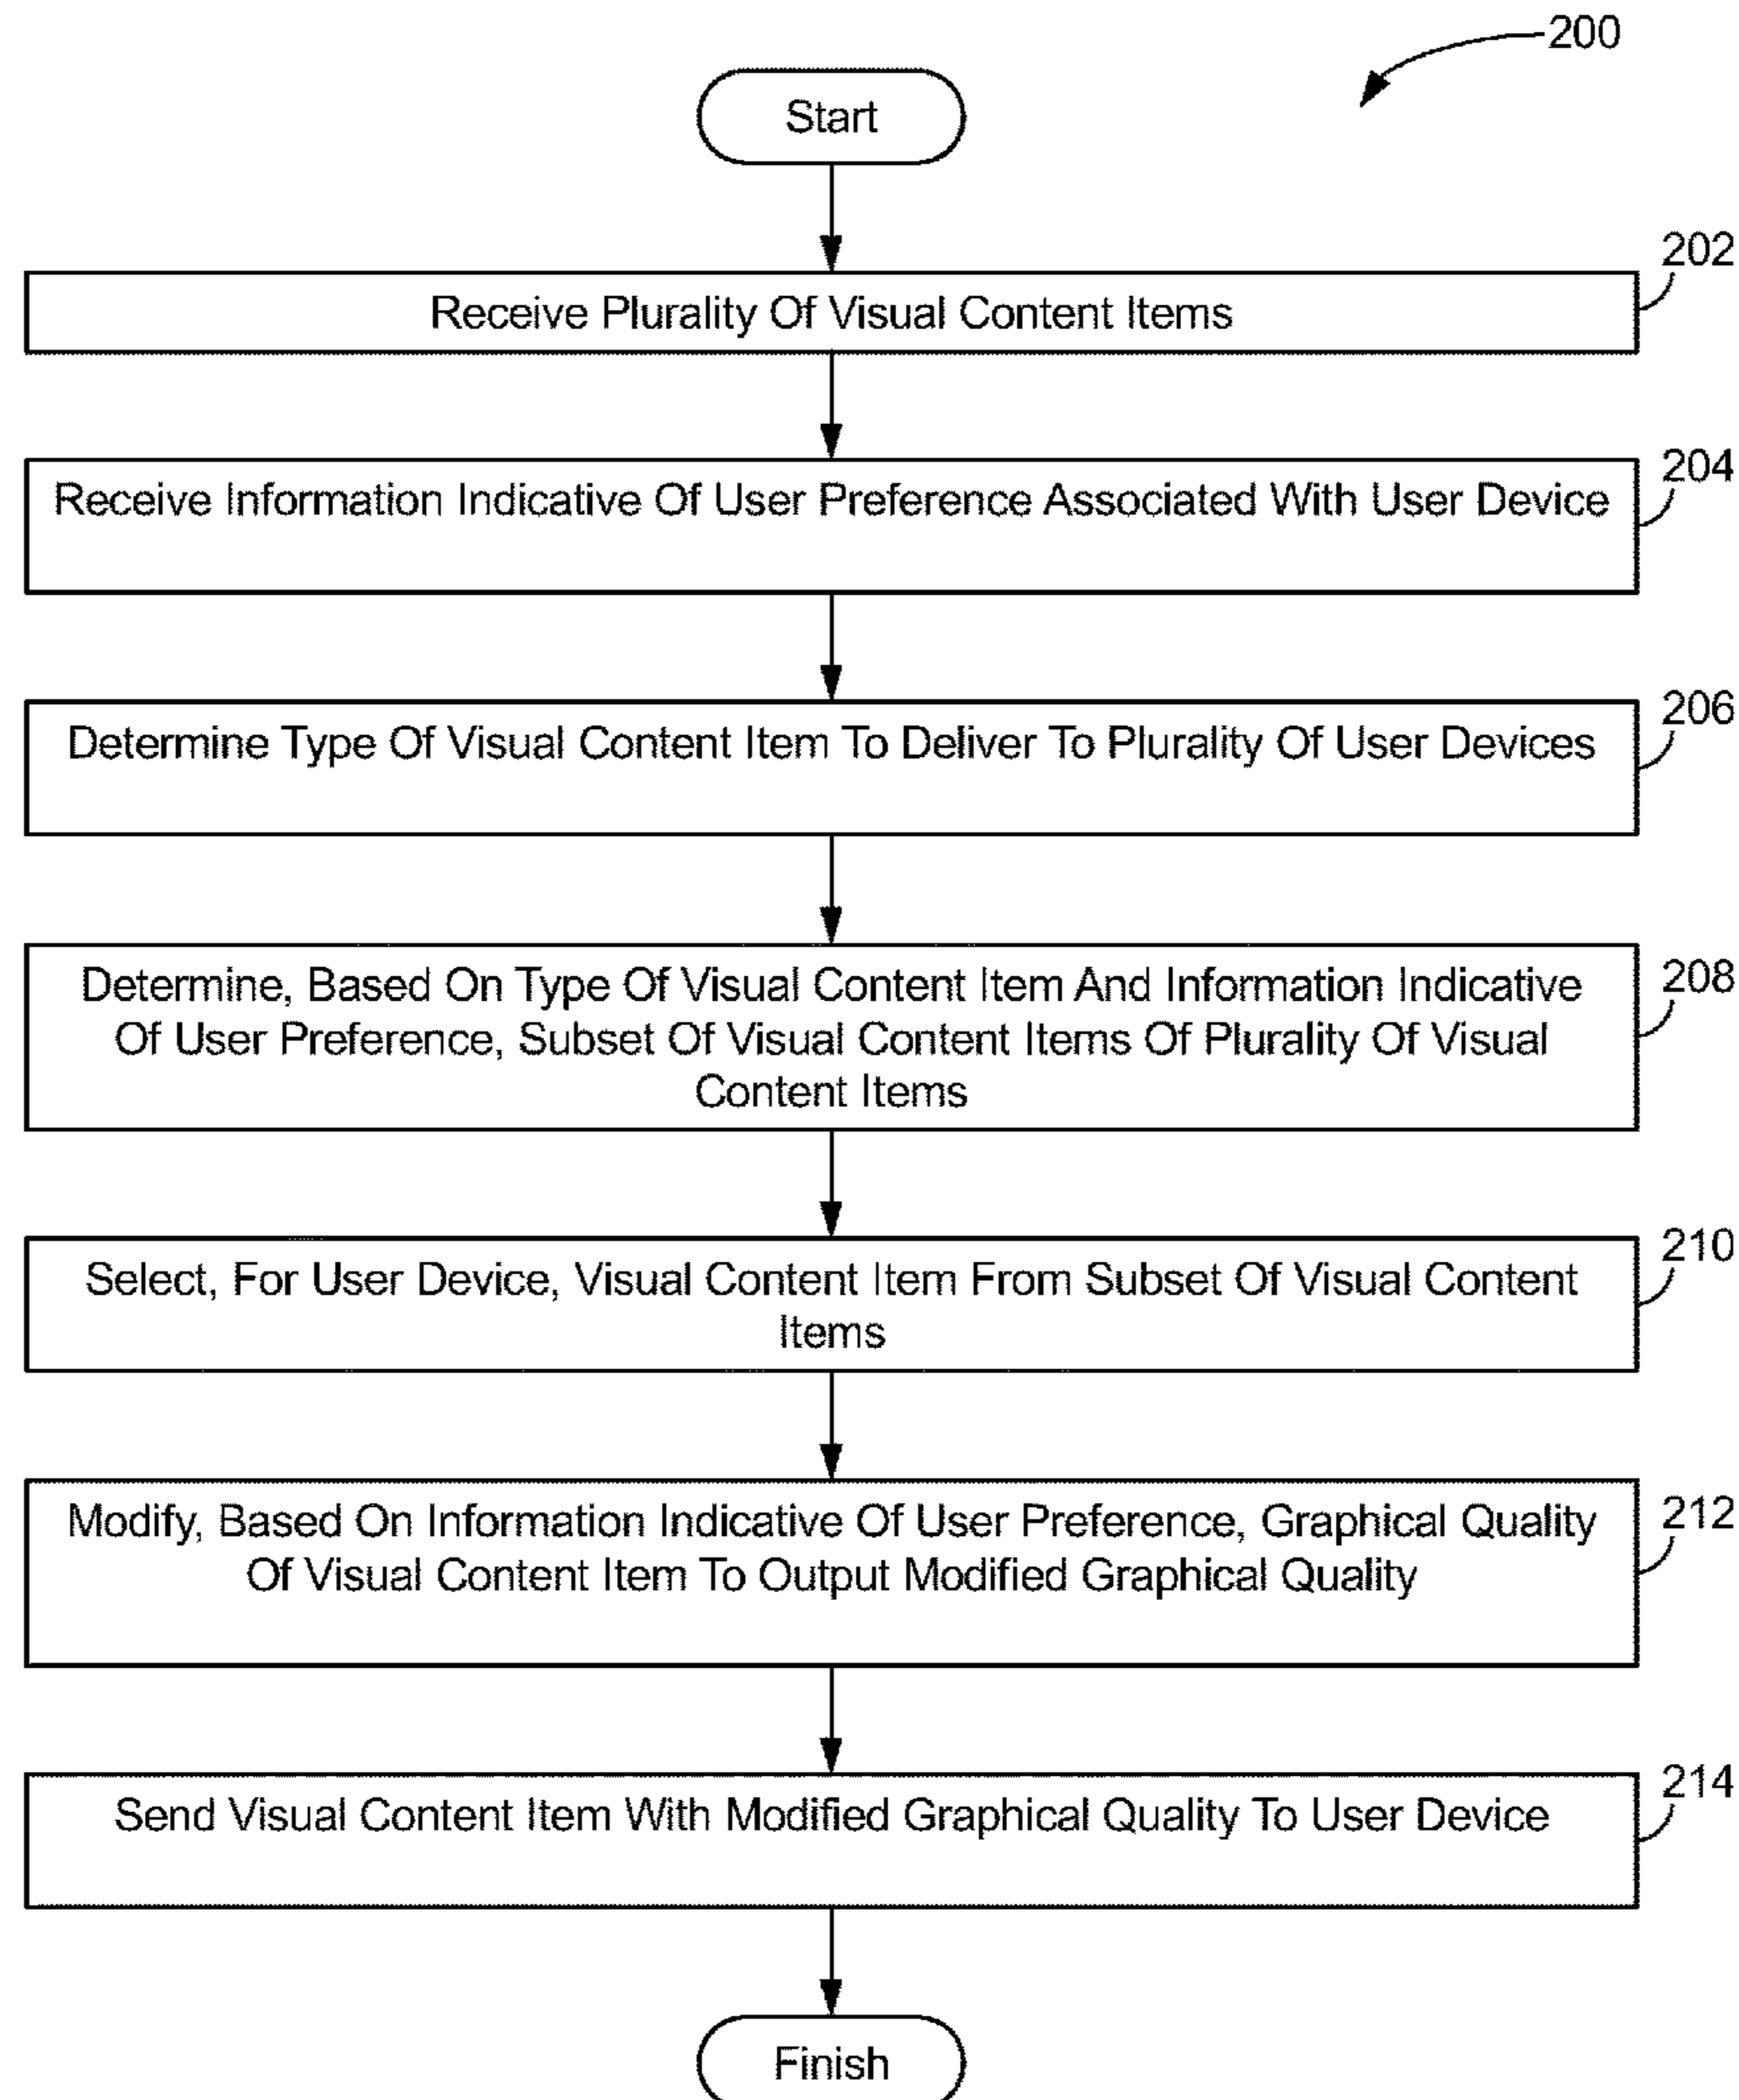 200
Start
202
Receive Plurality Of Visual Content Items
204
Receive Information Indicative Of User Preference Associated With User Device
206
Determine Type Of Visual Content Item To Deliver To Plurality Of User Devices
208
Determine, Based On Type Of Visual Content Item And Information Indicative
Of User Preference, Subset Of Visual Content Items Of Plurality Of Visual
Content Items
210
Select, For User Device, Visual Content Item From Subset Of Visual Content
Items
212
Modify, Based On Information Indicative Of User Preference, Graphical Quality
Of Visual Content Item To Output Modified Graphical Quality
214
Send Visual Content Item With Modified Graphical Quality To User Device
Finish